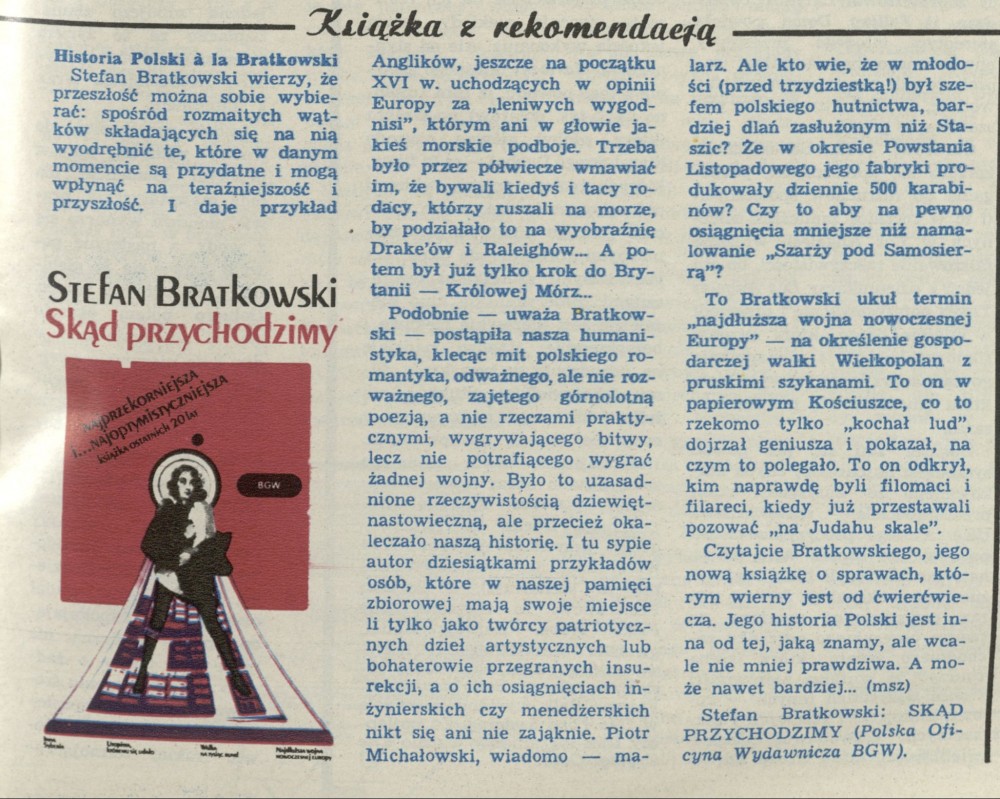 Książka z rekomendacją
Historia Polski à la Bratkowski
Stefan Bratkowski wierzy, że
przeszłość można sobie wybie-
rać: spośród rozmaitych wąt-
ków składających się na nią
wyodrębnić te, które w danym
momencie są przydatne i mogą
wpłynąć na teraźniejszość i
przyszłość. I daje przykład
STEFAN BRATKOWSKI
SKĄD PRZYCHODZIMY
NAJPRZEKORNIEJSZA
I....NAJOPTYMISTYCZNIEJSZA
KSIĄŻKA OSTATNICH 20 LAT
BGW
Inna
Szkocja
Uczepimy,
Walka
Najdłuższa wojna
nowoczesnej Europy
Anglików, jeszcze na początku
XVI w. uchodzących w opinii
Europy za „leniwych wygod-
nisi”, którym ani w głowie ja-
kieś morskie podboje. Trzeba
było przez półwiecze wmawiać
im, że bywali kiedyś i tacy ro-
dacy, którzy ruszali na morze,
by podziałało to na wyobraźnię
Drake'ów i Raleighów... A po-
tem był już tylko krok do Bry-
tanii — Królowej Mórz...
Podobnie — uważa Bratkow-
ski — postąpiła nasza humani-
styka, klecąc mit polskiego ro-
mantyka, odważnego, ale nie roz-
ważnego, zajętego górnolotną
poezją, a nie rzeczami prakty-
cznymi, wygrywającego bitwy,
lecz nie potrafiącego wygrać
żadnej wojny. Było to uzasad-
nione rzeczywistością dziewięt-
nastowieczną, ale przecież oka-
leczało naszą historię. I tu sypie
autor dziesiątkami przykładów
osób, które w naszej pamięci
zbiorowej mają swoje miejsce
li tylko jako twórcy patriotycz-
nych dzieł artystycznych lub
bohaterowie przegranych insu-
rekcji, a o ich osiągnięciach in-
żynierskich czy menedżerskich
nikt się ani nie zająknie. Piotr
Michałowski, wiadomo — ma-
larz. Ale kto wie, że w młodo-
ści (przed trzydziestką!) był sze-
fem polskiego hutnictwa, bar-
dziej dlań zasłużonym niż Sta-
szic? Że w okresie Powstania
Listopadowego jego fabryki pro-
dukowały dziennie 500 karabi-
nów? Czy to aby na pewno
osiągnięcia mniejsze niż nama-
lowanie „Szarży pod Samosier-
rą”?
To Bratkowski ukuł termin
„najdłuższa wojna nowoczesnej
Europy” — na określenie gospo-
darczej walki Wielkopolan z
pruskimi szykanami. To on w
papierowym Kościuszce, co to
rzekomo tylko „kochał lud”,
dojrzał geniusza i pokazał, na
czym to polegało. To on odkrył,
kim naprawdę byli filomaci i
filareci, kiedy już przestawali
pozować „na Judahu skale”.
Czytajcie Bratkowskiego, jego
nową książkę o sprawach, któ-
rym wierny jest od ćwierćwie-
cza. Jego historia Polski jest in-
na od tej, jaką znamy, ale wca-
le nie mniej prawdziwa. A mo-
że nawet bardziej... (msz)
Stefan Bratkowski: SKĄD
PRZYCHODZIMY (Polska Ofi-
cyna Wydawnicza BGW).